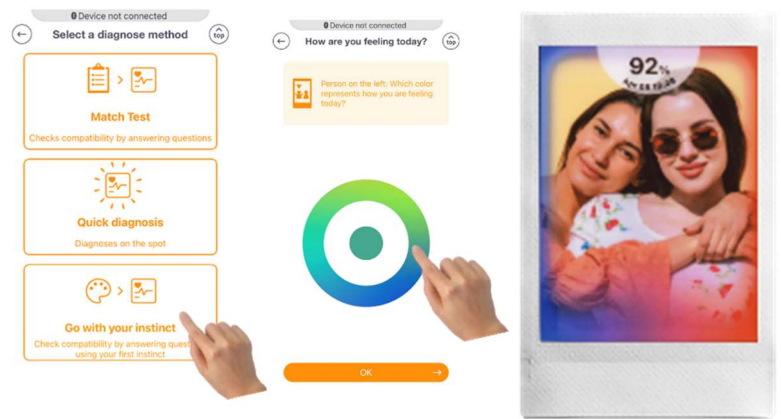 Device not connected
Select a diagnose method
top
Match Test
Checks compatibility by answering questions
Quick diagnosis
Diagnoses on the spot
Go with your instinct
Check compatibility by answering
using your first instinct
Device not connected
How are you feeling today?
top
Person on the left: Which color
represents how you are feeling
today?
OK
92%